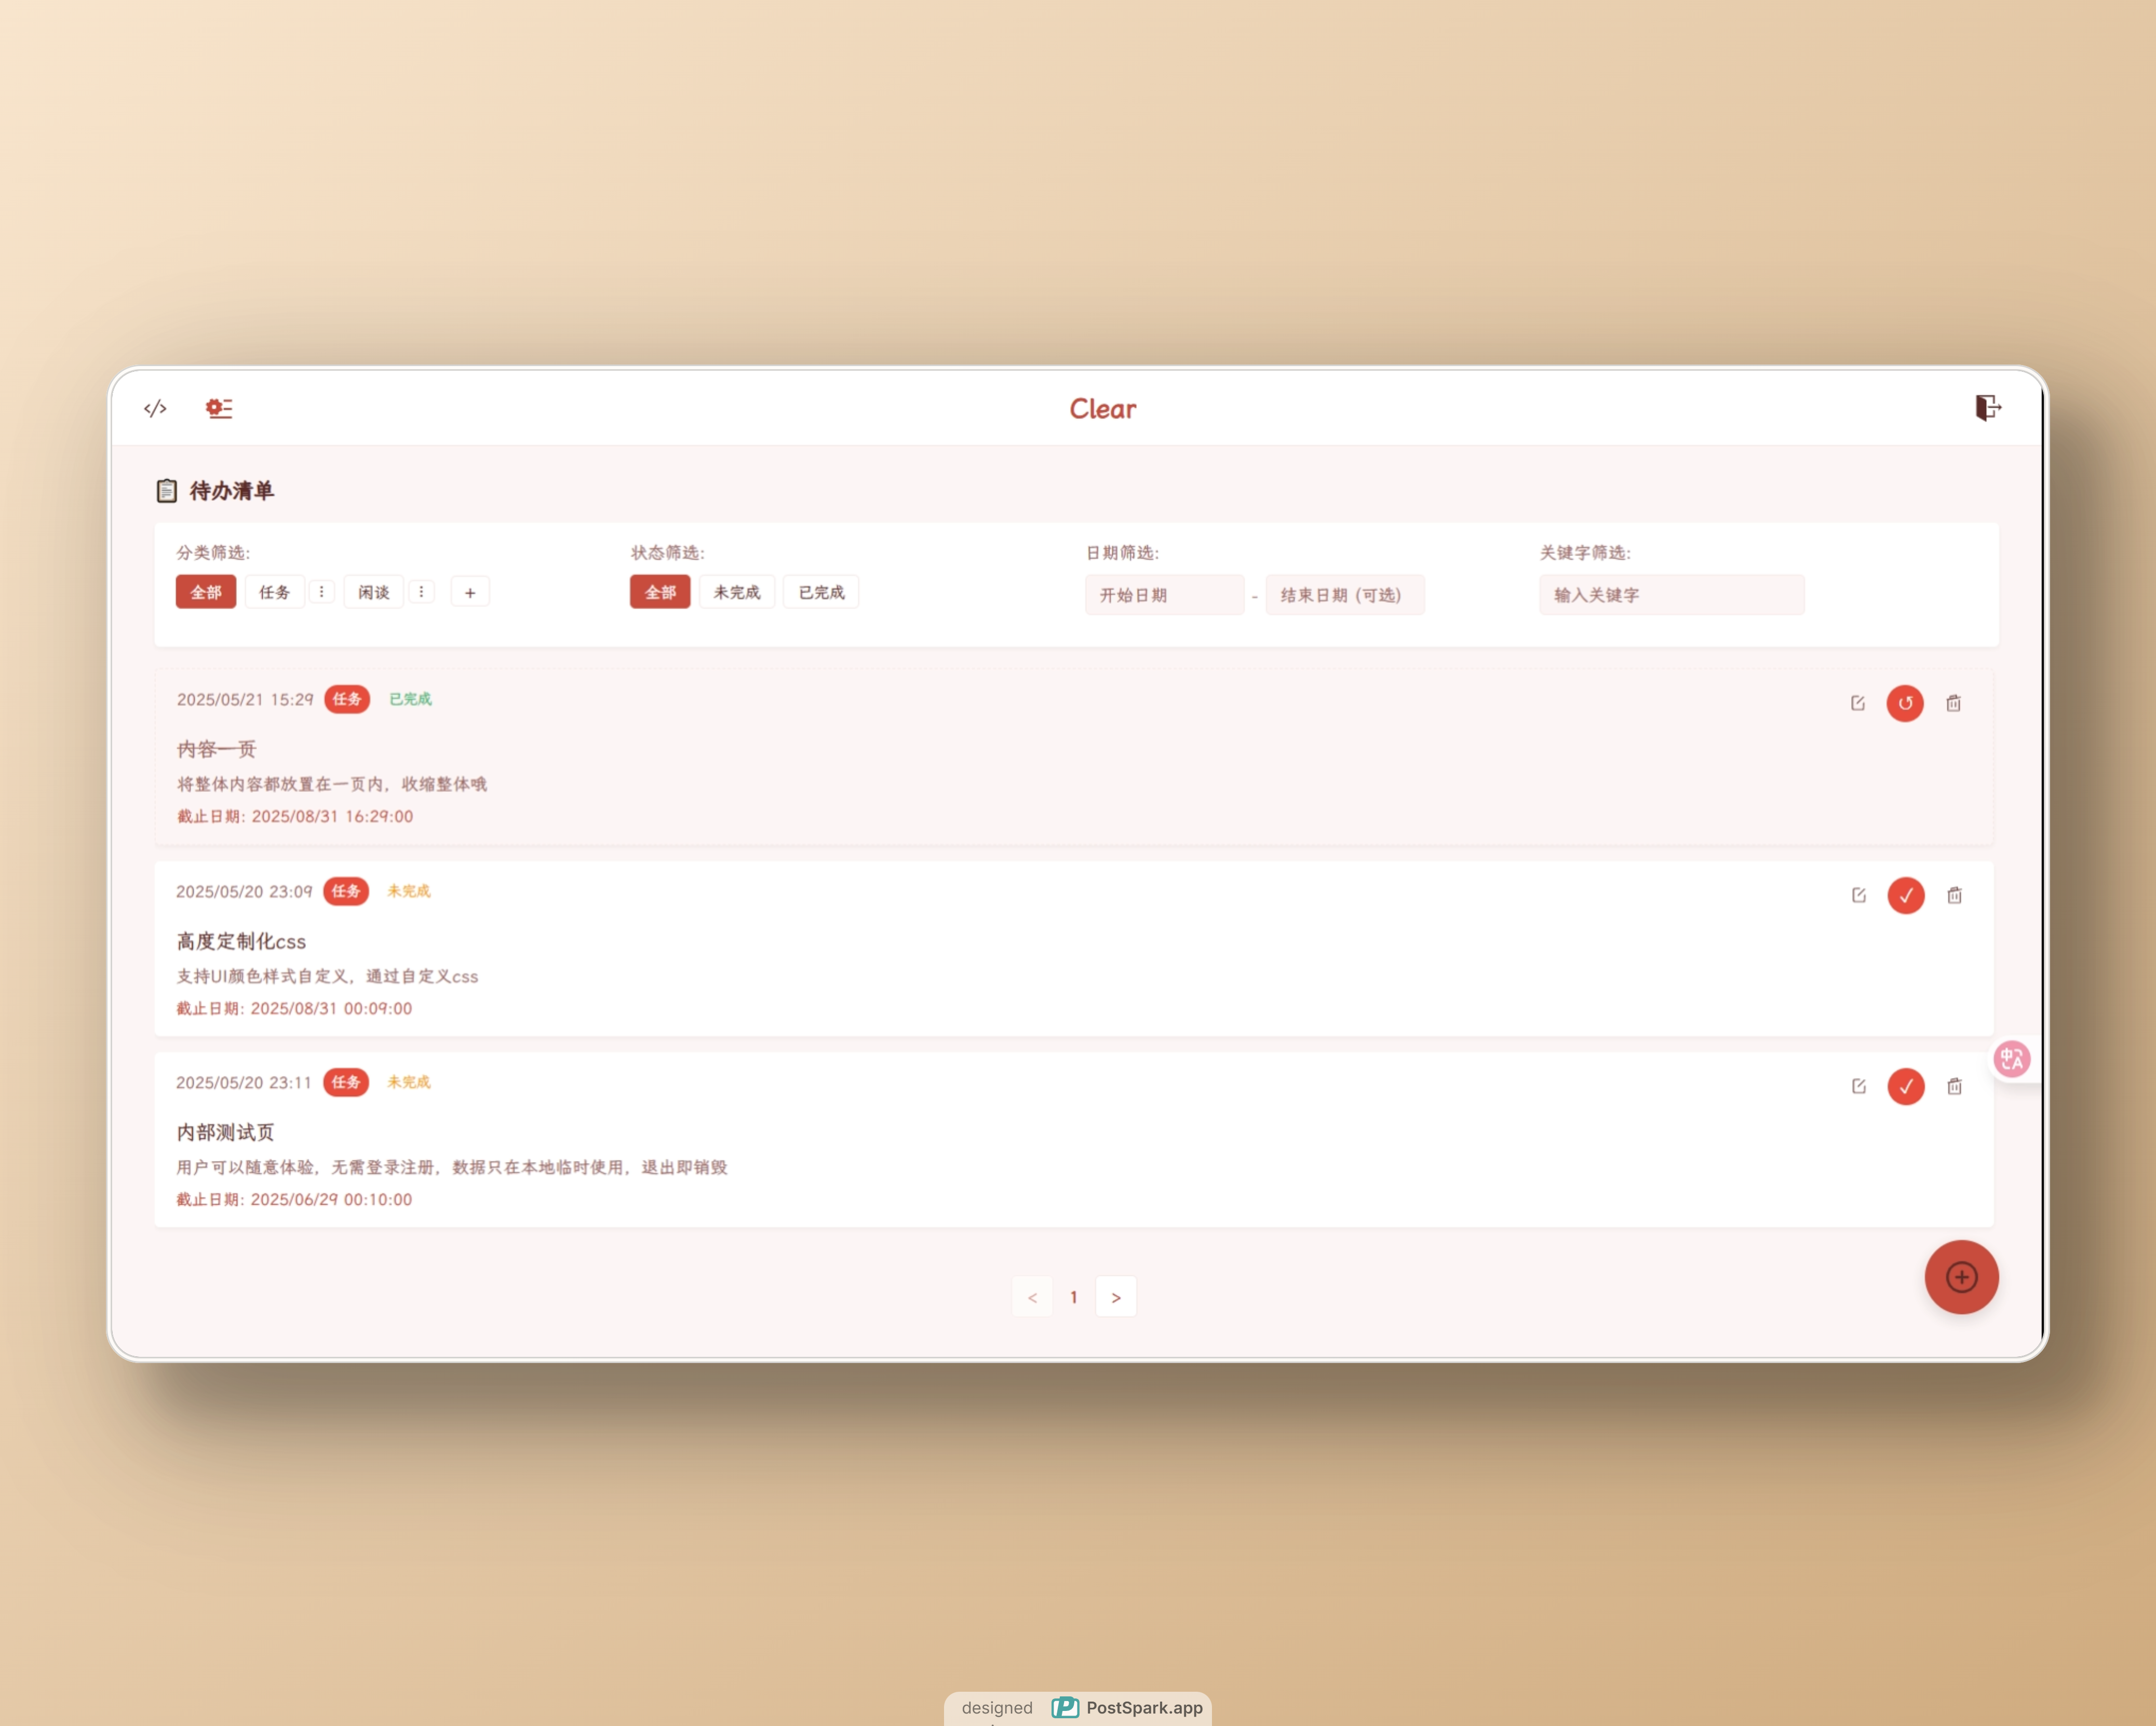 Clear
待办清单
分类筛选:
全部 任务 闲谈 +
状态筛选:
全部 未完成 已完成
日期筛选:
开始日期 - 结束日期 (可选)
关键字筛选:
输入关键字
2025/05/21 15:29 任务 已完成
内容一页
将整体内容都放置在一页内，收缩整体哦
截止日期: 2025/08/31 16:29:00
2025/05/20 23:09 任务 未完成
高度定制化css
支持UI颜色样式自定义，通过自定义css
截止日期: 2025/08/31 00:09:00
2025/05/20 23:11 任务 未完成
内部测试页
用户可以随意体验，无需登录注册，数据只在本地临时使用，退出即销毁
截止日期: 2025/06/29 00:10:00
< 1 >
中 A
designed PostSpark.app